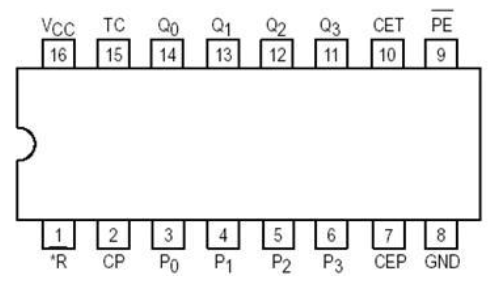 VCC TC Q0 Q1 Q2 Q3 CET P̅E̅
16 15 14 13 12 11 10 9
1 2 3 4 5 6 7 8
*R CP P0 P1 P2 P3 CEP GND